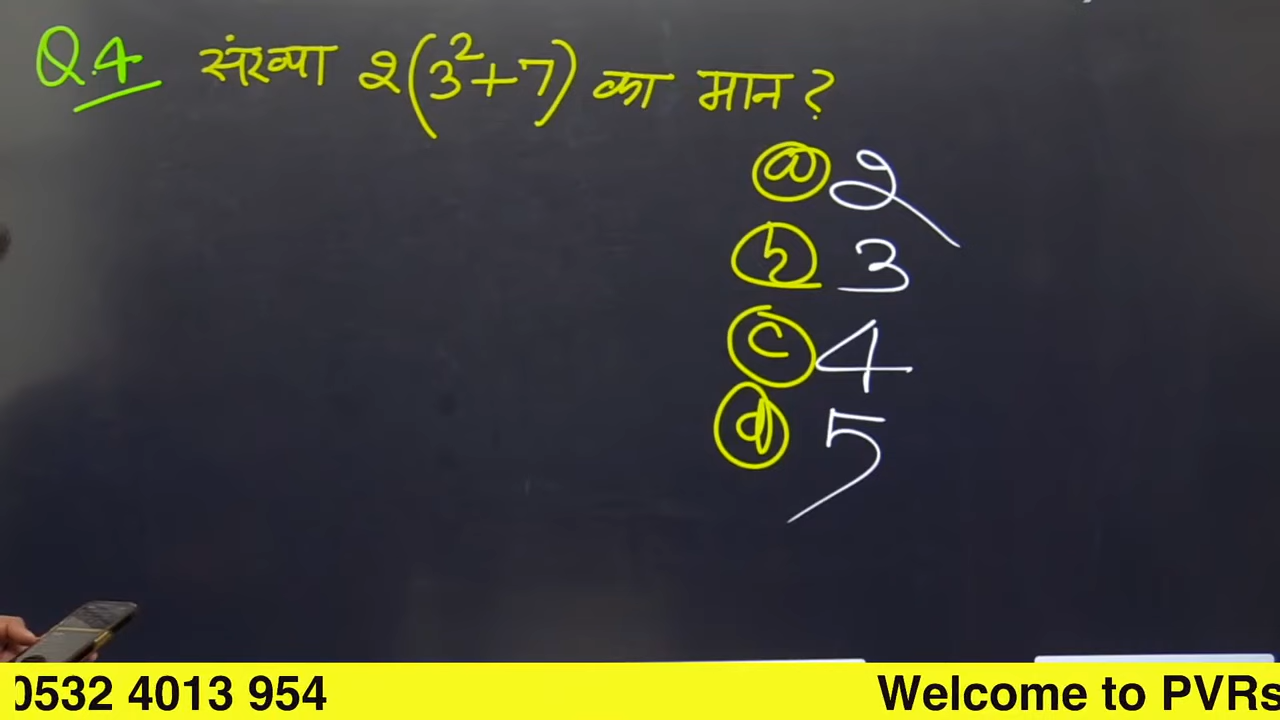 Q.4 संख्या 2(3²+7) का मान ?
(a) 2
(b) 3
(c) 4
(d) 5
0532 4013 954 Welcome to PVRs